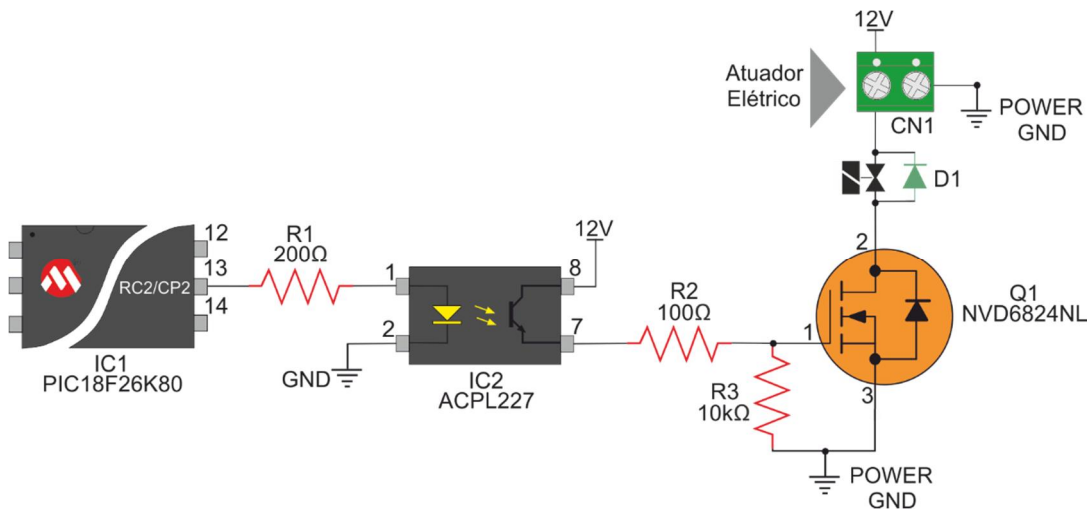 12V
Atuador
Elétrico
CN1
POWER
GND
D1
2
12
13
14
RC2/CP2
R1
200Ω
1
2
8
7
12V
R2
100Ω
1
Q1
NVD6824NL
IC1
PIC18F26K80
GND
IC2
ACPL227
R3
10kΩ
3
POWER
GND